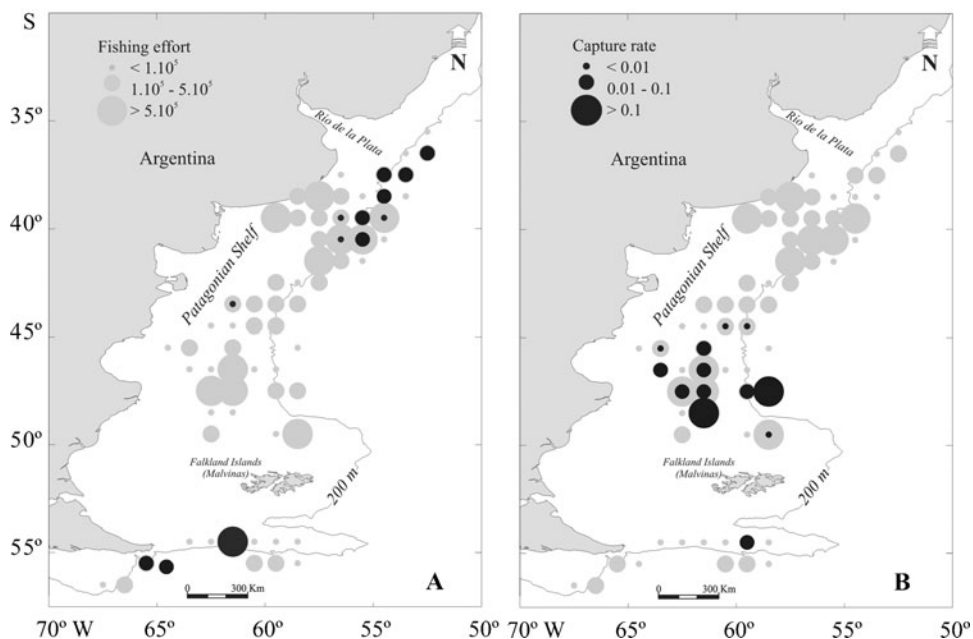 S
Fishing effort
< 1.10⁵
1.10⁵ - 5.10⁵
> 5.10⁵
N
Rio de la Plata
Argentina
Patagonian Shelf
Falkland Islands
(Malvinas)
200 m
0 300 Km
A
35º
40º
45º
50º
55º
70º W 65º 60º 55º 50º
Capture rate
< 0.01
0.01 - 0.1
> 0.1
N
Rio de la Plata
Argentina
Patagonian Shelf
Falkland Islands
(Malvinas)
200 m
0 300 Km
B
70º W 65º 60º 55º 50º